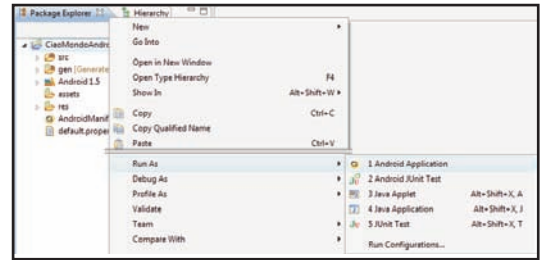 Package Explorer
Hierarchy
CiaoMondoAndro
src
gen [Generate
Android 1.5
assets
res
AndroidManif
default.proper
New
Go Into
Open in New Window
Open Type Hierarchy F4
Show In Alt+Shift+W
Copy Ctrl+C
Copy Qualified Name
Paste Ctrl+V
Run As
Debug As
Profile As
Validate
Team
Compare With
1 Android Application
2 Android JUnit Test
3 Java Applet Alt+Shift+X, A
4 Java Application Alt+Shift+X, J
5 JUnit Test Alt+Shift+X, T
Run Configurations...